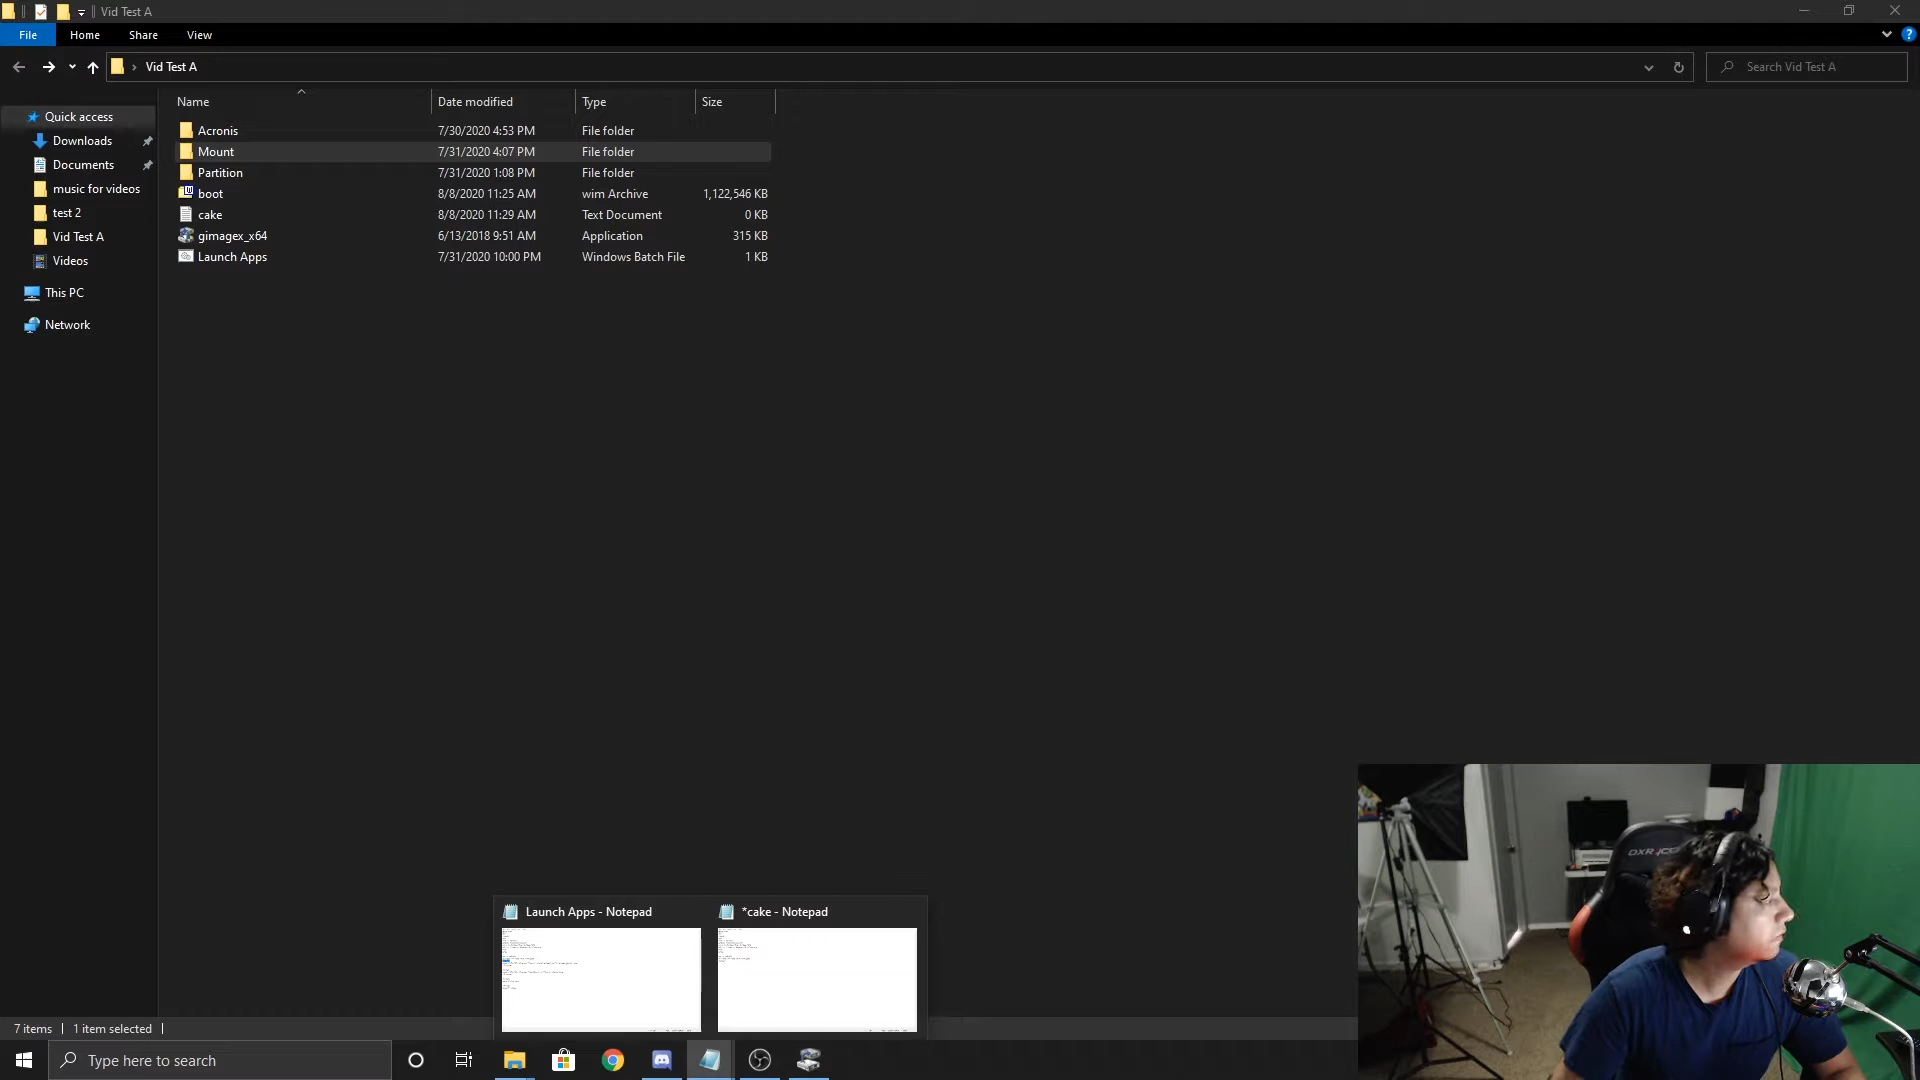 Vid Test A
File Home Share View
Vid Test A
Search Vid Test A
Name Date modified Type Size
Quick access
Downloads
Documents
music for videos
test 2
Vid Test A
Videos
This PC
Network
Acronis 7/30/2020 4:53 PM File folder
Mount 7/31/2020 4:07 PM File folder
Partition 7/31/2020 1:08 PM File folder
boot 8/8/2020 11:25 AM wim Archive 1,122,546 KB
cake 8/8/2020 11:29 AM Text Document 0 KB
gimagex_x64 6/13/2018 9:51 AM Application 315 KB
Launch Apps 7/31/2020 10:00 PM Windows Batch File 1 KB
DXRACER
Launch Apps - Notepad *cake - Notepad
7 items 1 item selected
Type here to search